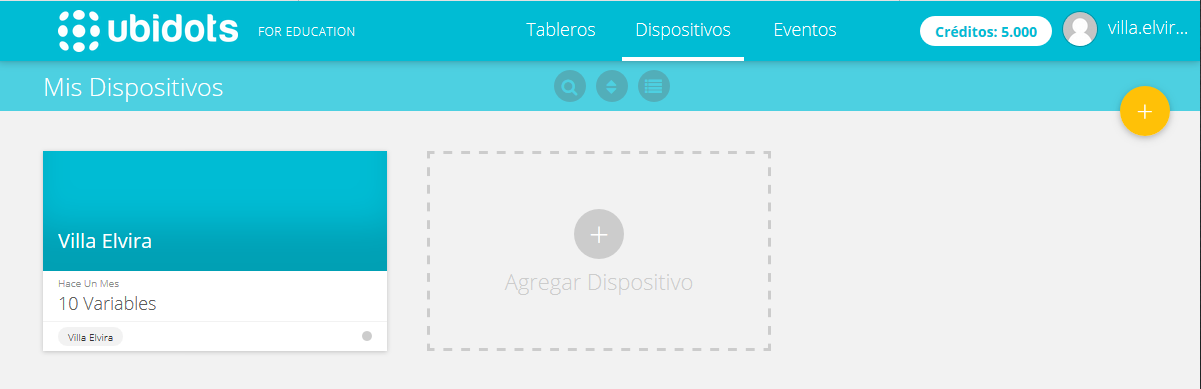 ubidots FOR EDUCATION Tableros Dispositivos Eventos Créditos: 5.000 villa.elvir...
Mis Dispositivos
Villa Elvira
Hace Un Mes
10 Variables
Villa Elvira
Agregar Dispositivo